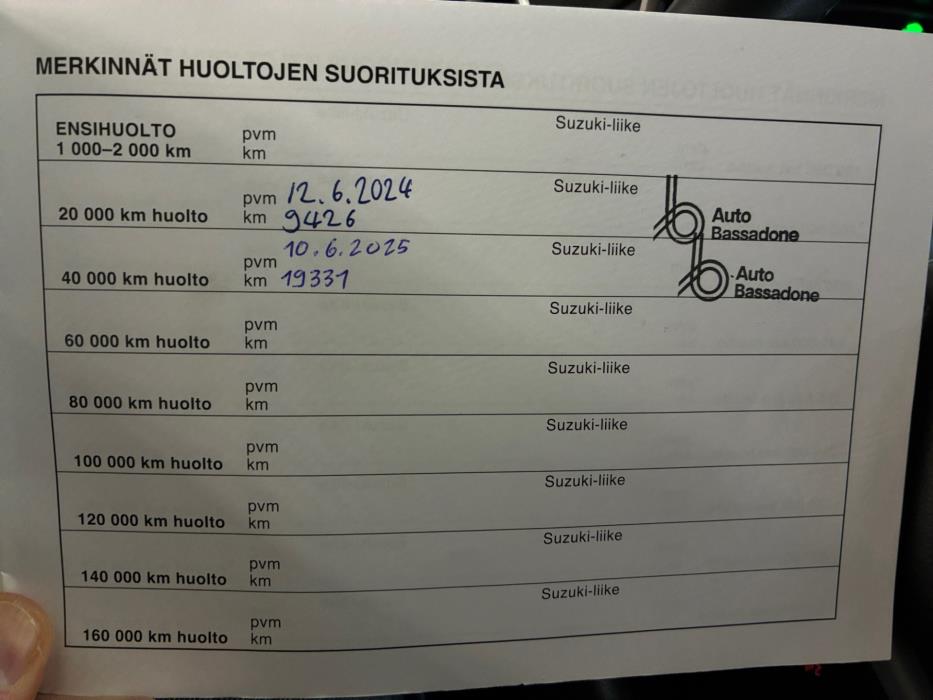 MERKINNÄT HUOLTOJEN SUORITUKSISTA
ENSIHUOLTO pvm Suzuki-liike
1 000–2 000 km km
pvm 12.6.2024 Suzuki-liike
20 000 km huolto km 9426 Auto Bassadone
10.6.2025
pvm Suzuki-liike
40 000 km huolto km 19331 Auto Bassadone
pvm Suzuki-liike
60 000 km huolto km
pvm Suzuki-liike
80 000 km huolto km
pvm Suzuki-liike
100 000 km huolto km
pvm Suzuki-liike
120 000 km huolto km
pvm Suzuki-liike
140 000 km huolto km
pvm Suzuki-liike
160 000 km huolto km